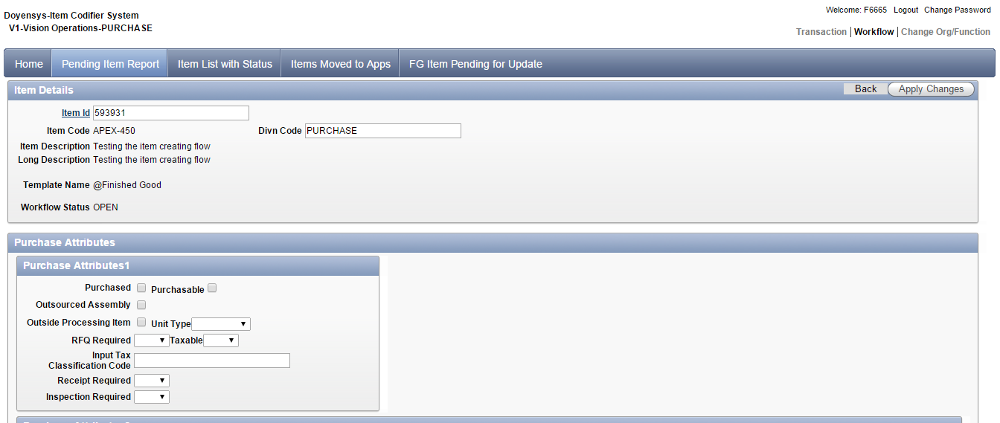 Welcome: F6665 Logout Change Password
Doyensys-Item Codifier System
V1-Vision Operations-PURCHASE
Transaction | Workflow | Change Org/Function
Home Pending Item Report Item List with Status Items Moved to Apps FG Item Pending for Update
Item Details Back Apply Changes
Item Id 593931
Item Code APEX-450 Divn Code PURCHASE
Item Description Testing the item creating flow
Long Description Testing the item creating flow
Template Name @Finished Good
Workflow Status OPEN
Purchase Attributes
Purchase Attributes1
Purchased Purchasable
Outsourced Assembly
Outside Processing Item Unit Type
RFQ Required Taxable
Input Tax
Classification Code
Receipt Required
Inspection Required